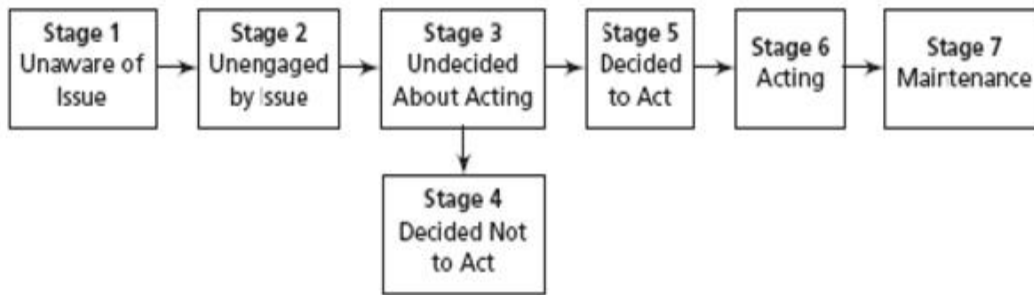 Stage 1
Unaware of
Issue
Stage 2
Unengaged
by Issue
Stage 3
Undecided
About Acting
Stage 5
Decided
to Act
Stage 6
Acting
Stage 7
Maintenance
Stage 4
Decided Not
to Act